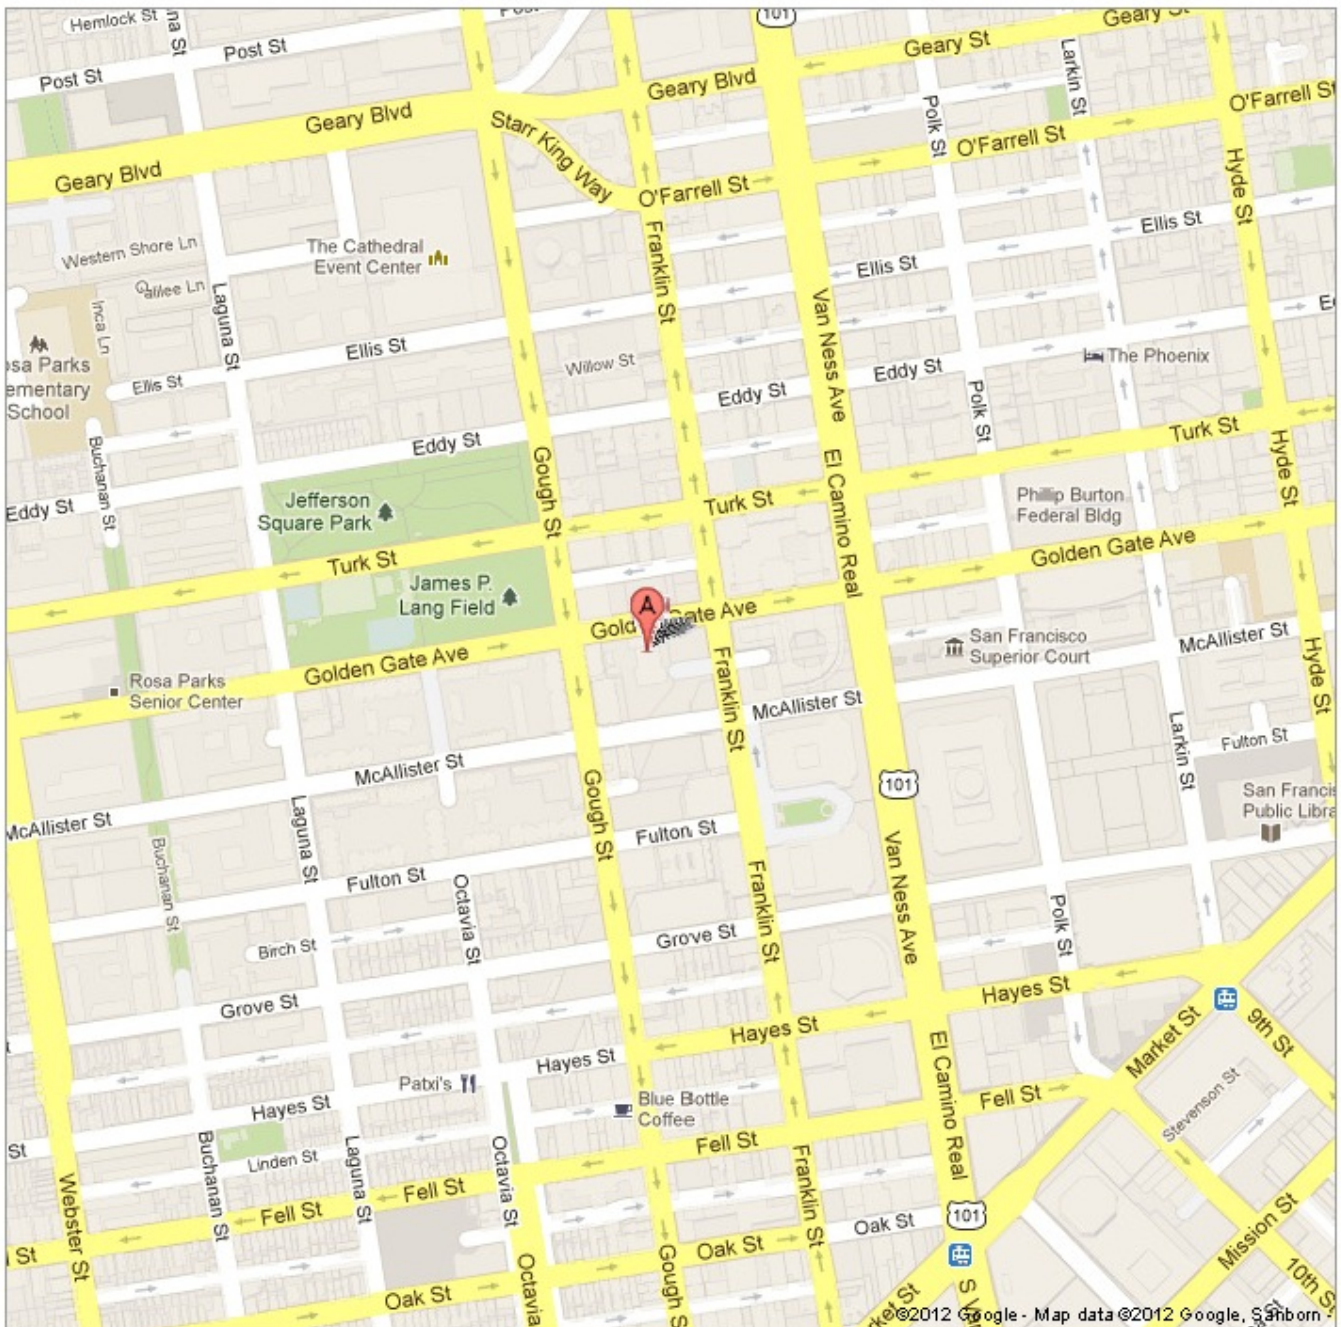 Hemlock St
Post St
Post St
101
Geary St
Geary St
Geary Blvd
Geary Blvd
Geary Blvd
Starr King Way
Larkin St
Polk St
O'Farrell St
O'Farrell St
O'Farrell St
Hyde St
Western Shore Ln
The Cathedral
Event Center
Galilee Ln
Inca Ln
Laguna St
Franklin St
Ellis St
Ellis St
Ellis St
Ellis St
Van Ness Ave
Willow St
Eddy St
Eddy St
Eddy St
Eddy St
The Phoenix
Polk St
School
Buchanan St
Gough St
El Camino Real
Turk St
Turk St
Turk St
Hyde St
Jefferson
Square Park
Phillip Burton
Federal Bldg
James P.
Lang Field
A
Golden Gate Ave
Golden Gate Ave
Golden Gate Ave
San Francisco
Superior Court
McAllister St
Hyde St
Rosa Parks
Senior Center
Franklin St
McAllister St
Larkin St
Fulton St
McAllister St
McAllister St
101
Laguna St
Gough St
Fulton St
Fulton St
Buchanan St
Octavia St
Van Ness Ave
Franklin St
Polk St
Birch St
Grove St
Grove St
Hayes St
Hayes St
Hayes St
Hayes St
Patxi's
Blue Bottle
Coffee
El Camino Real
Market St
9th St
Stevenson St
Fell St
Fell St
Fell St
Fell St
St
Linden St
Buchanan St
Laguna St
Octavia St
Franklin St
Webster St
101
Oak St
Oak St
Oak St
St
Mission St
10th St
Octavia
Gough S
©2012 Google - Map data ©2012 Google, Sanborn -